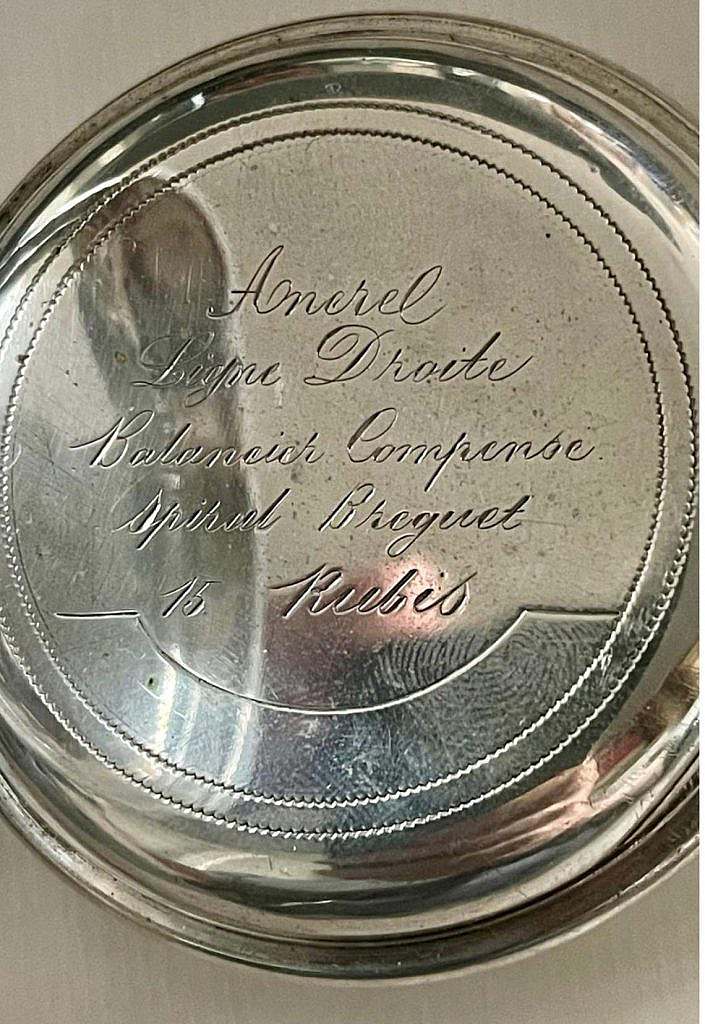 Ancrel
Ligne Droite
Balancier Compense
Spiral Breguet
15 Rubis